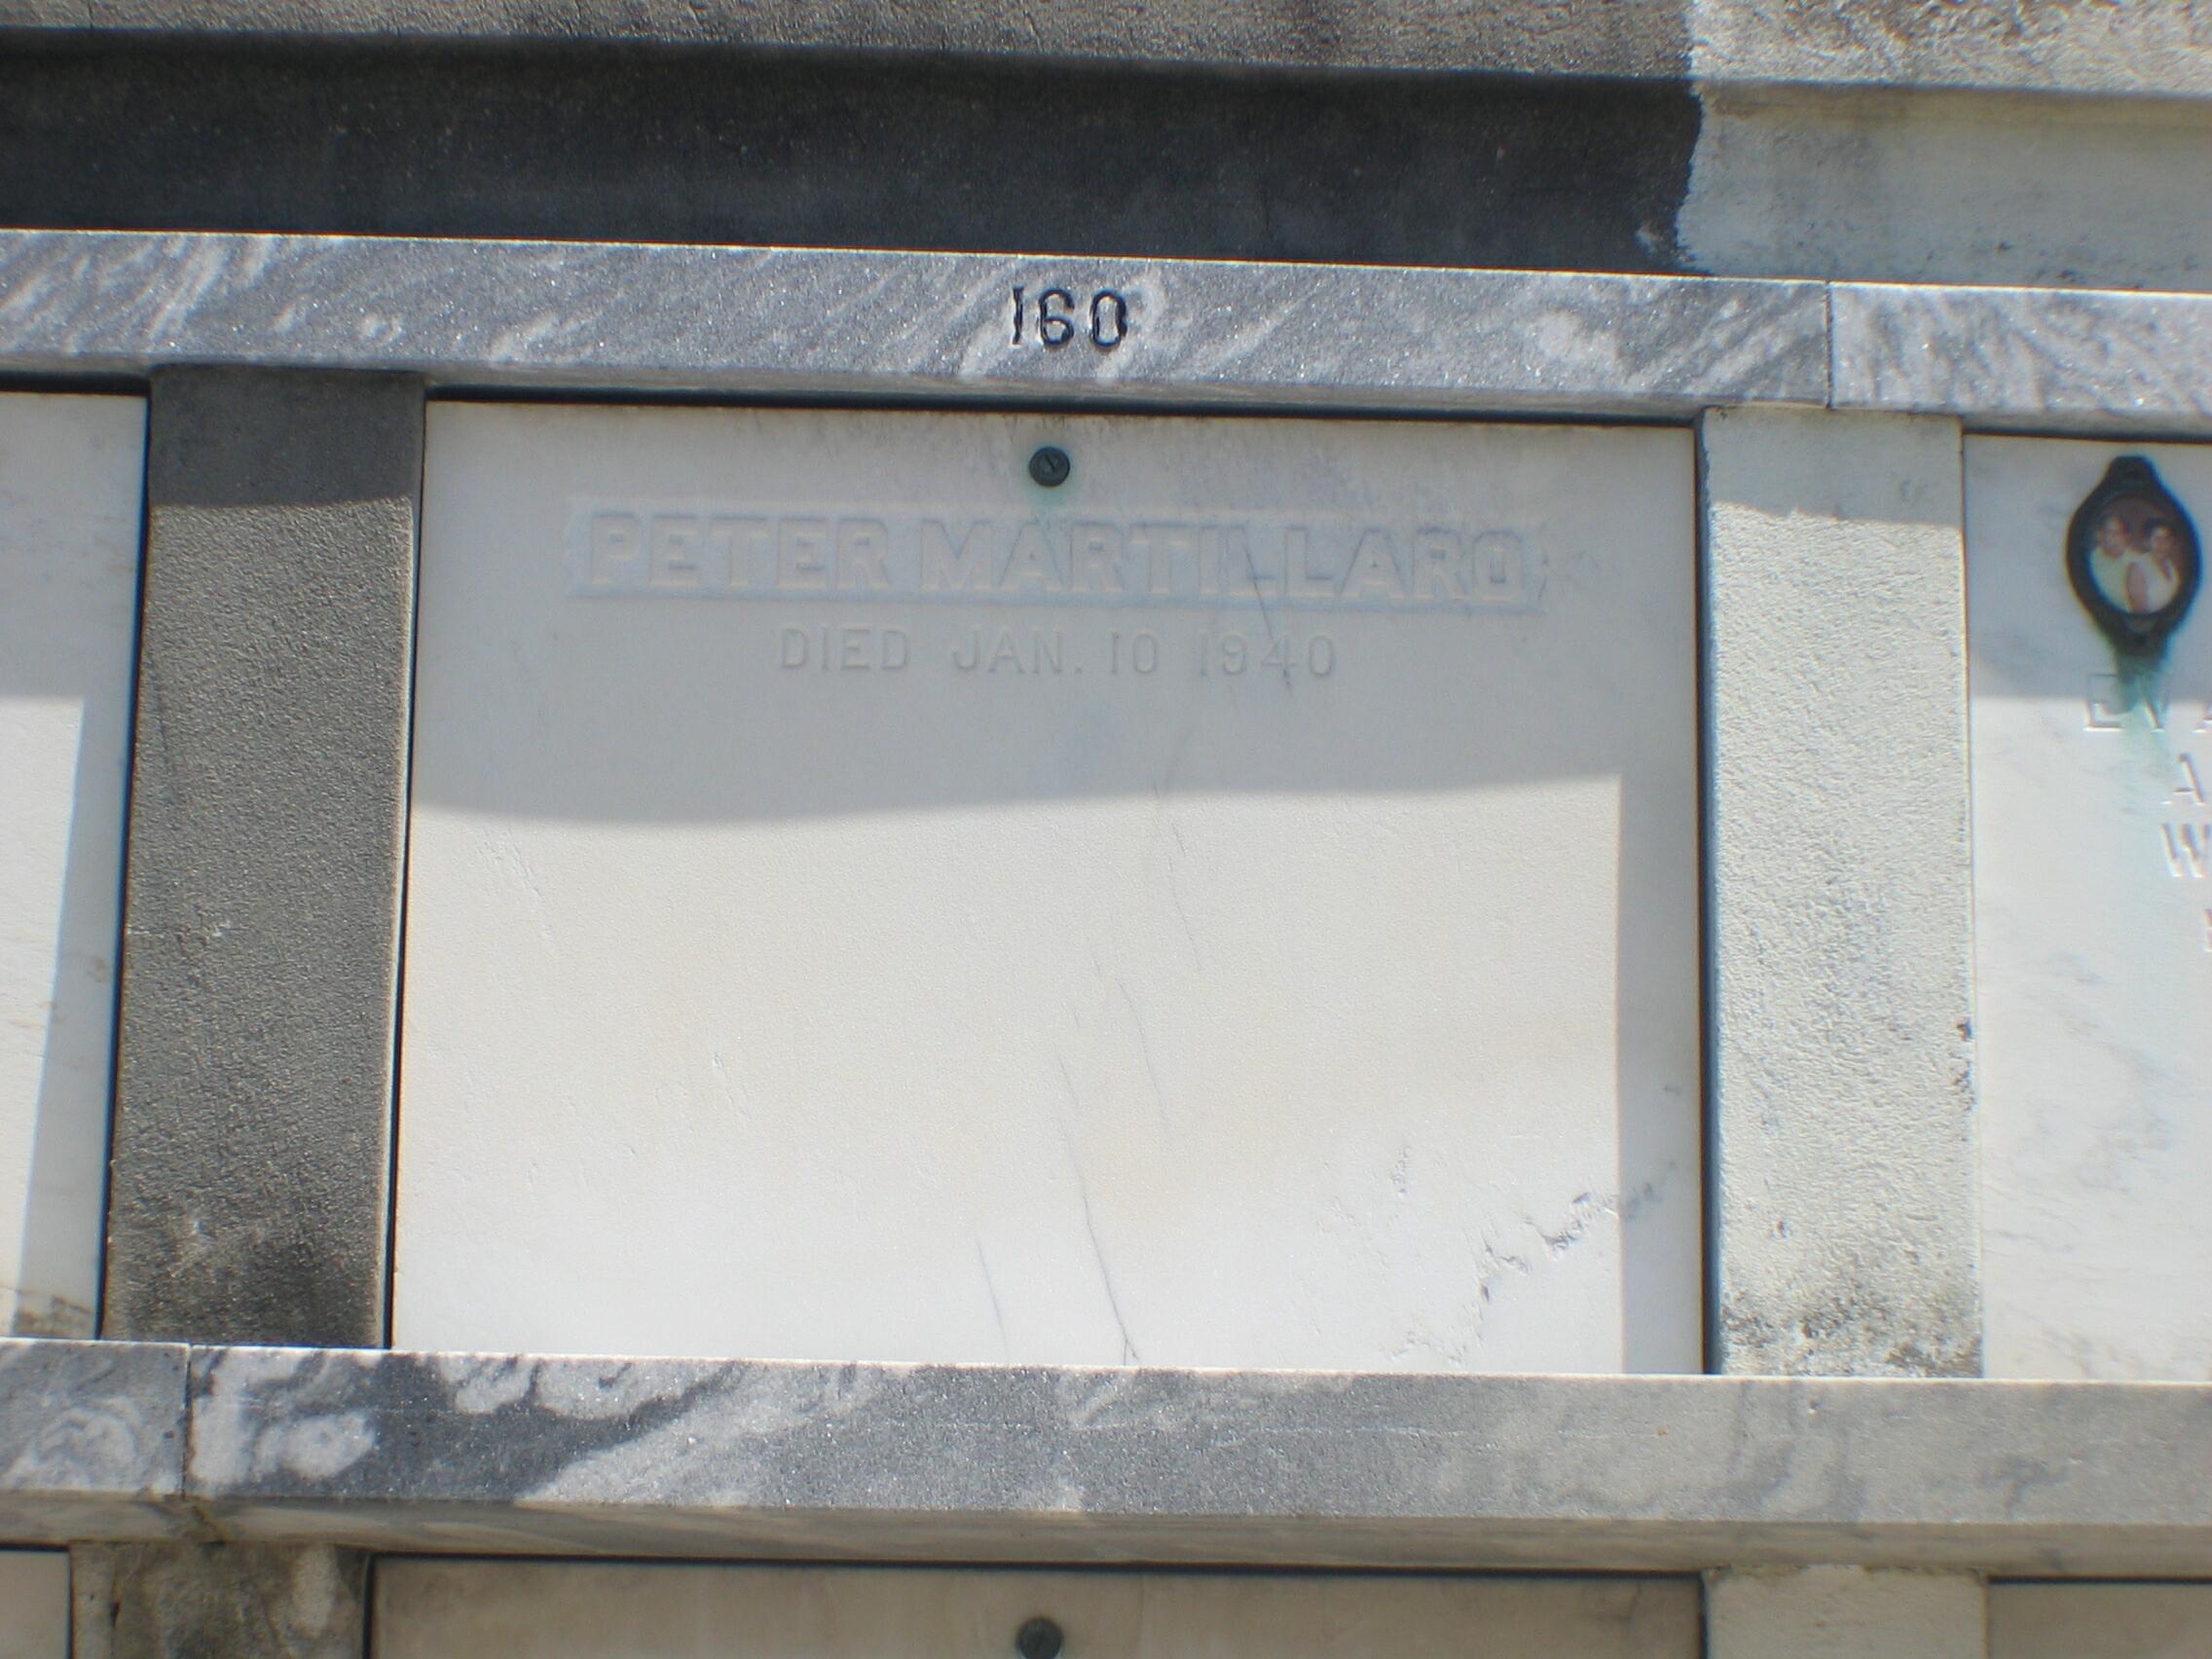 160
PETER MARTILLARO
DIED JAN. 10 1940